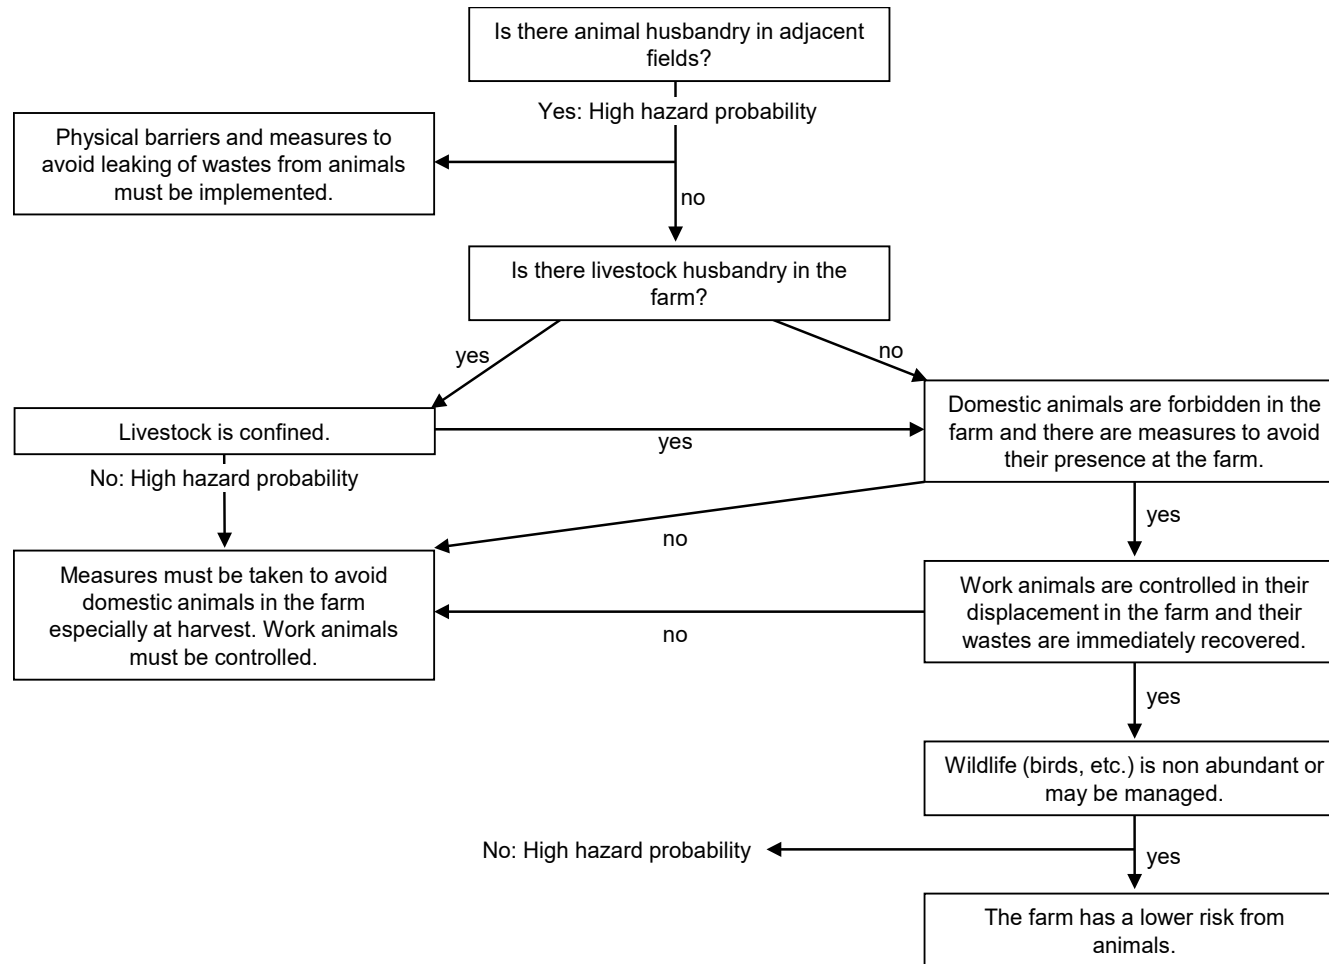 Is there animal husbandry in adjacent
fields?
Yes: High hazard probability
Physical barriers and measures to
avoid leaking of wastes from animals
must be implemented.
no
Is there livestock husbandry in the
farm?
yes
no
Livestock is confined.
yes
Domestic animals are forbidden in the
farm and there are measures to avoid
their presence at the farm.
No: High hazard probability
no
yes
Measures must be taken to avoid
domestic animals in the farm
especially at harvest. Work animals
must be controlled.
no
Work animals are controlled in their
displacement in the farm and their
wastes are immediately recovered.
yes
Wildlife (birds, etc.) is non abundant or
may be managed.
No: High hazard probability
yes
The farm has a lower risk from
animals.